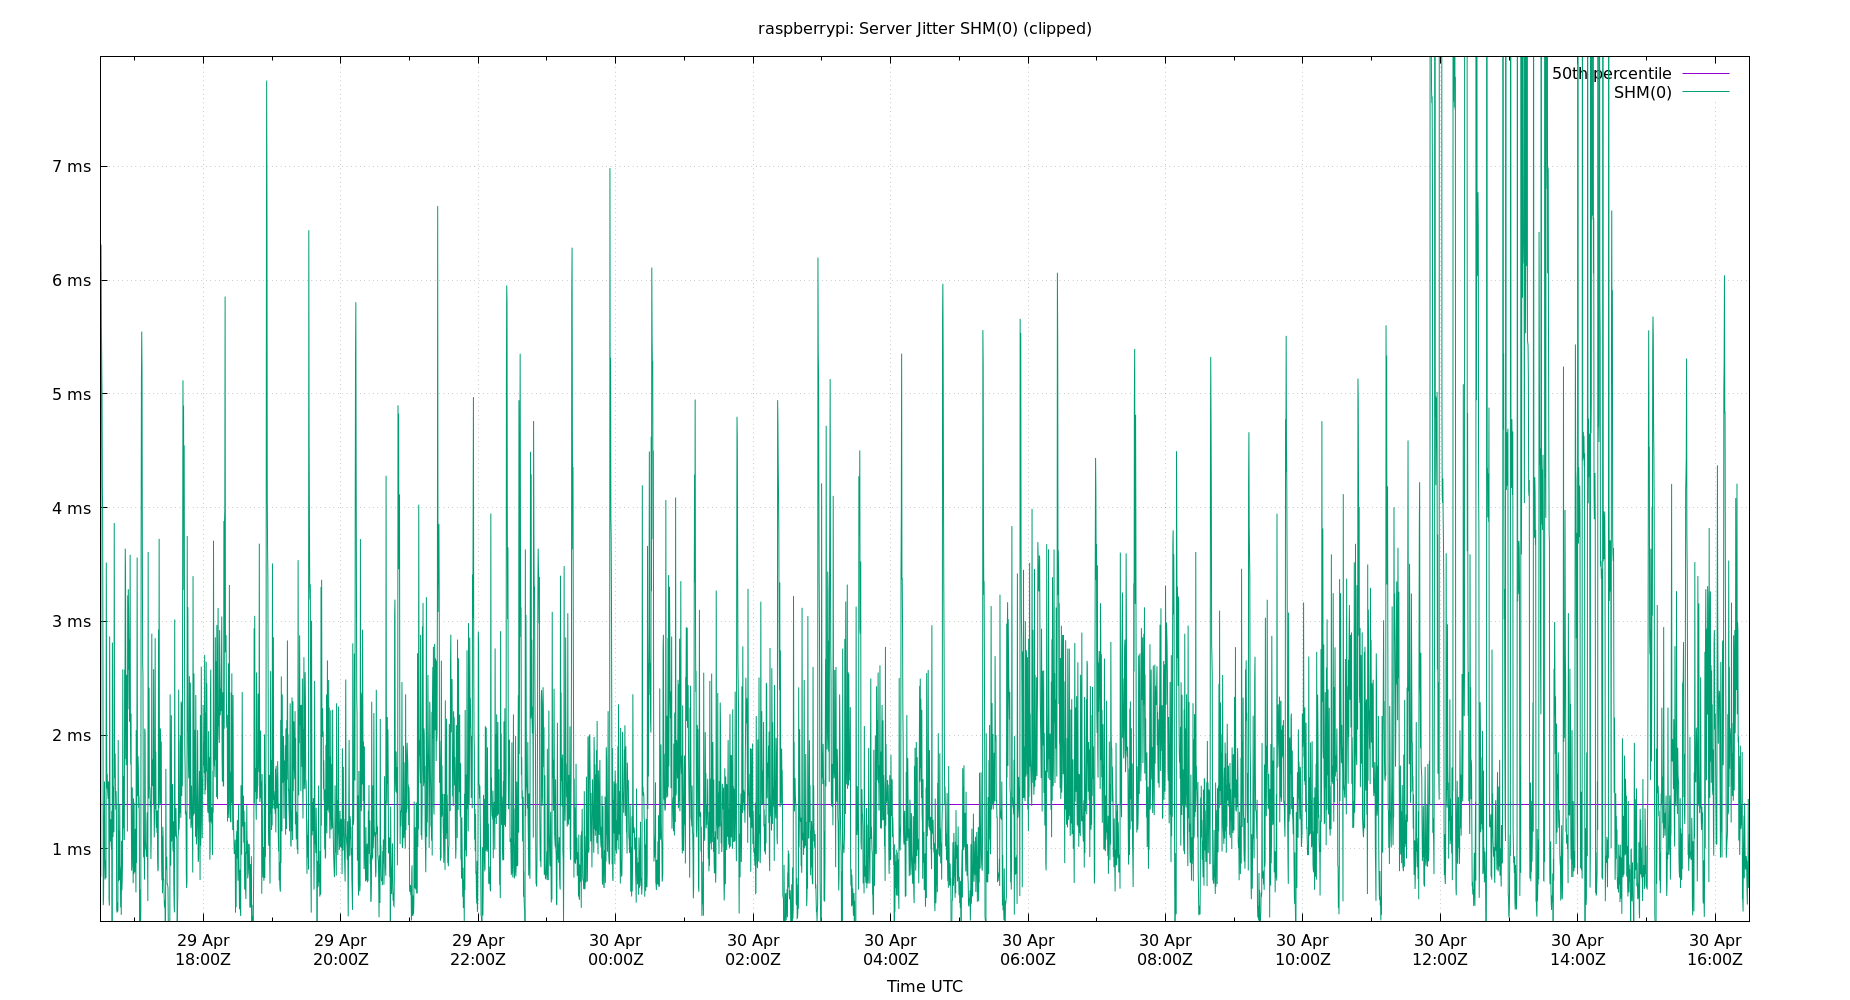 raspberrypi: Server Jitter SHM(0) (clipped)
50th percentile
SHM(0)
7 ms
6 ms
5 ms
4 ms
3 ms
2 ms
1 ms
29 Apr 29 Apr 29 Apr 30 Apr 30 Apr 30 Apr 30 Apr 30 Apr 30 Apr 30 Apr 30 Apr 30 Apr
18:00Z 20:00Z 22:00Z 00:00Z 02:00Z 04:00Z 06:00Z 08:00Z 10:00Z 12:00Z 14:00Z 16:00Z
Time UTC